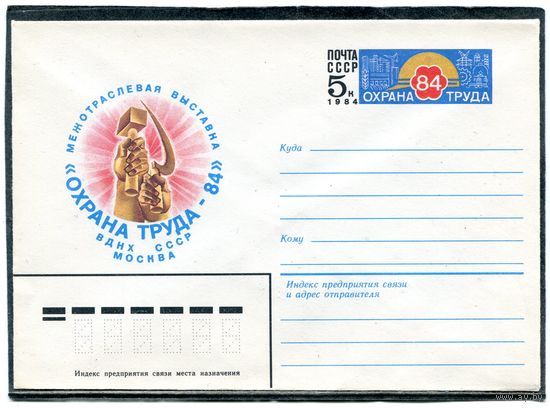 ПОЧТА
СССР
5к
1984
84
ОХРАНА ТРУДА
МЕЖОТРАСЛЕВАЯ ВЫСТАВКА
"ОХРАНА ТРУДА - 84"
ВДНХ СССР
МОСКВА
Куда
Кому
Индекс предприятия связи
и адрес отправителя
Индекс предприятия связи места назначения